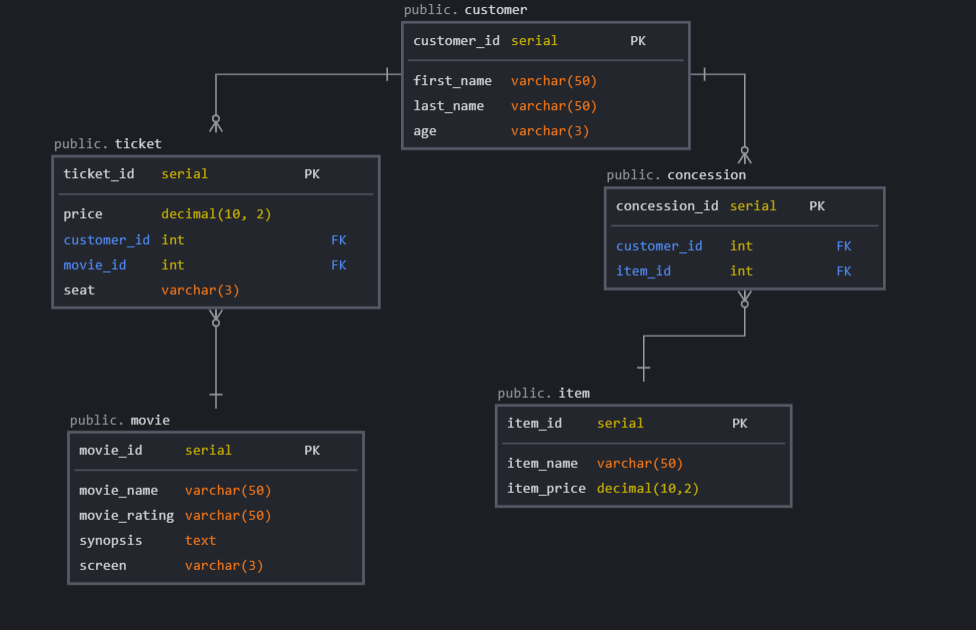 public. customer
customer_id serial PK
first_name varchar(50)
last_name varchar(50)
age varchar(3)
public. ticket
ticket_id serial PK
price decimal(10, 2)
customer_id int FK
movie_id int FK
seat varchar(3)
public. concession
concession_id serial PK
customer_id int FK
item_id int FK
public. movie
movie_id serial PK
movie_name varchar(50)
movie_rating varchar(50)
synopsis text
screen varchar(3)
public. item
item_id serial PK
item_name varchar(50)
item_price decimal(10,2)